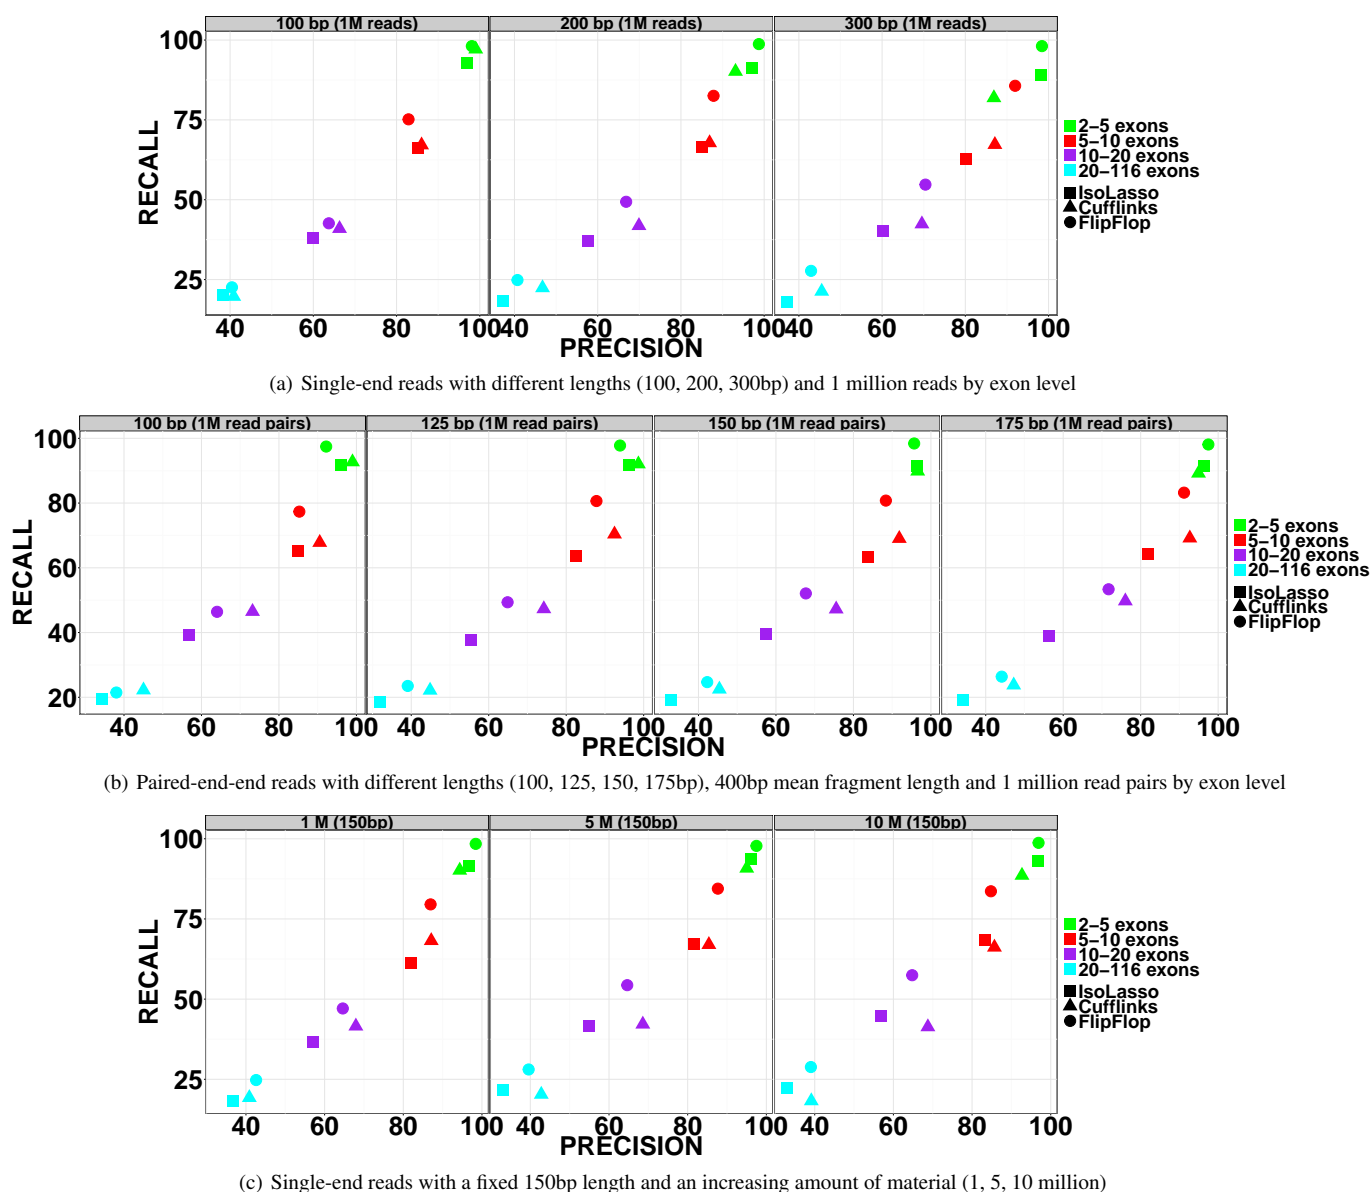 100 bp (1M reads) 200 bp (1M reads) 300 bp (1M reads)
100
75
50
25
RECALL
40 60 80 100 40 60 80 100 40 60 80 100
PRECISION
2–5 exons
5–10 exons
10–20 exons
20–116 exons
IsoLasso
Cufflinks
FlipFlop
(a) Single-end reads with different lengths (100, 200, 300bp) and 1 million reads by exon level
100 bp (1M read pairs) 125 bp (1M read pairs) 150 bp (1M read pairs) 175 bp (1M read pairs)
100
80
60
40
20
RECALL
40 60 80 100 40 60 80 100 40 60 80 100 40 60 80 100
PRECISION
2–5 exons
5–10 exons
10–20 exons
20–116 exons
IsoLasso
Cufflinks
FlipFlop
(b) Paired-end-end reads with different lengths (100, 125, 150, 175bp), 400bp mean fragment length and 1 million read pairs by exon level
1 M (150bp) 5 M (150bp) 10 M (150bp)
100
75
50
25
RECALL
40 60 80 100 40 60 80 100 40 60 80 100
PRECISION
2–5 exons
5–10 exons
10–20 exons
20–116 exons
IsoLasso
Cufflinks
FlipFlop
(c) Single-end reads with a fixed 150bp length and an increasing amount of material (1, 5, 10 million)